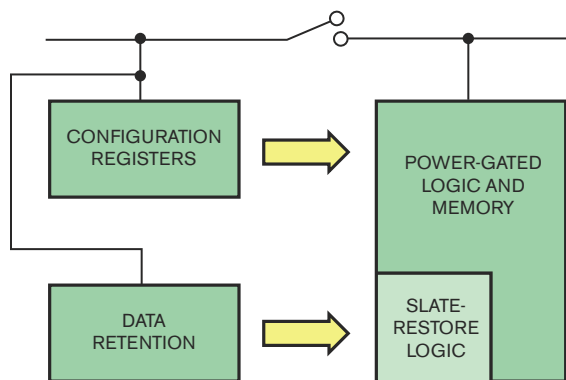 CONFIGURATION
REGISTERS
POWER-GATED
LOGIC AND
MEMORY
DATA
RETENTION
SLATE-
RESTORE
LOGIC